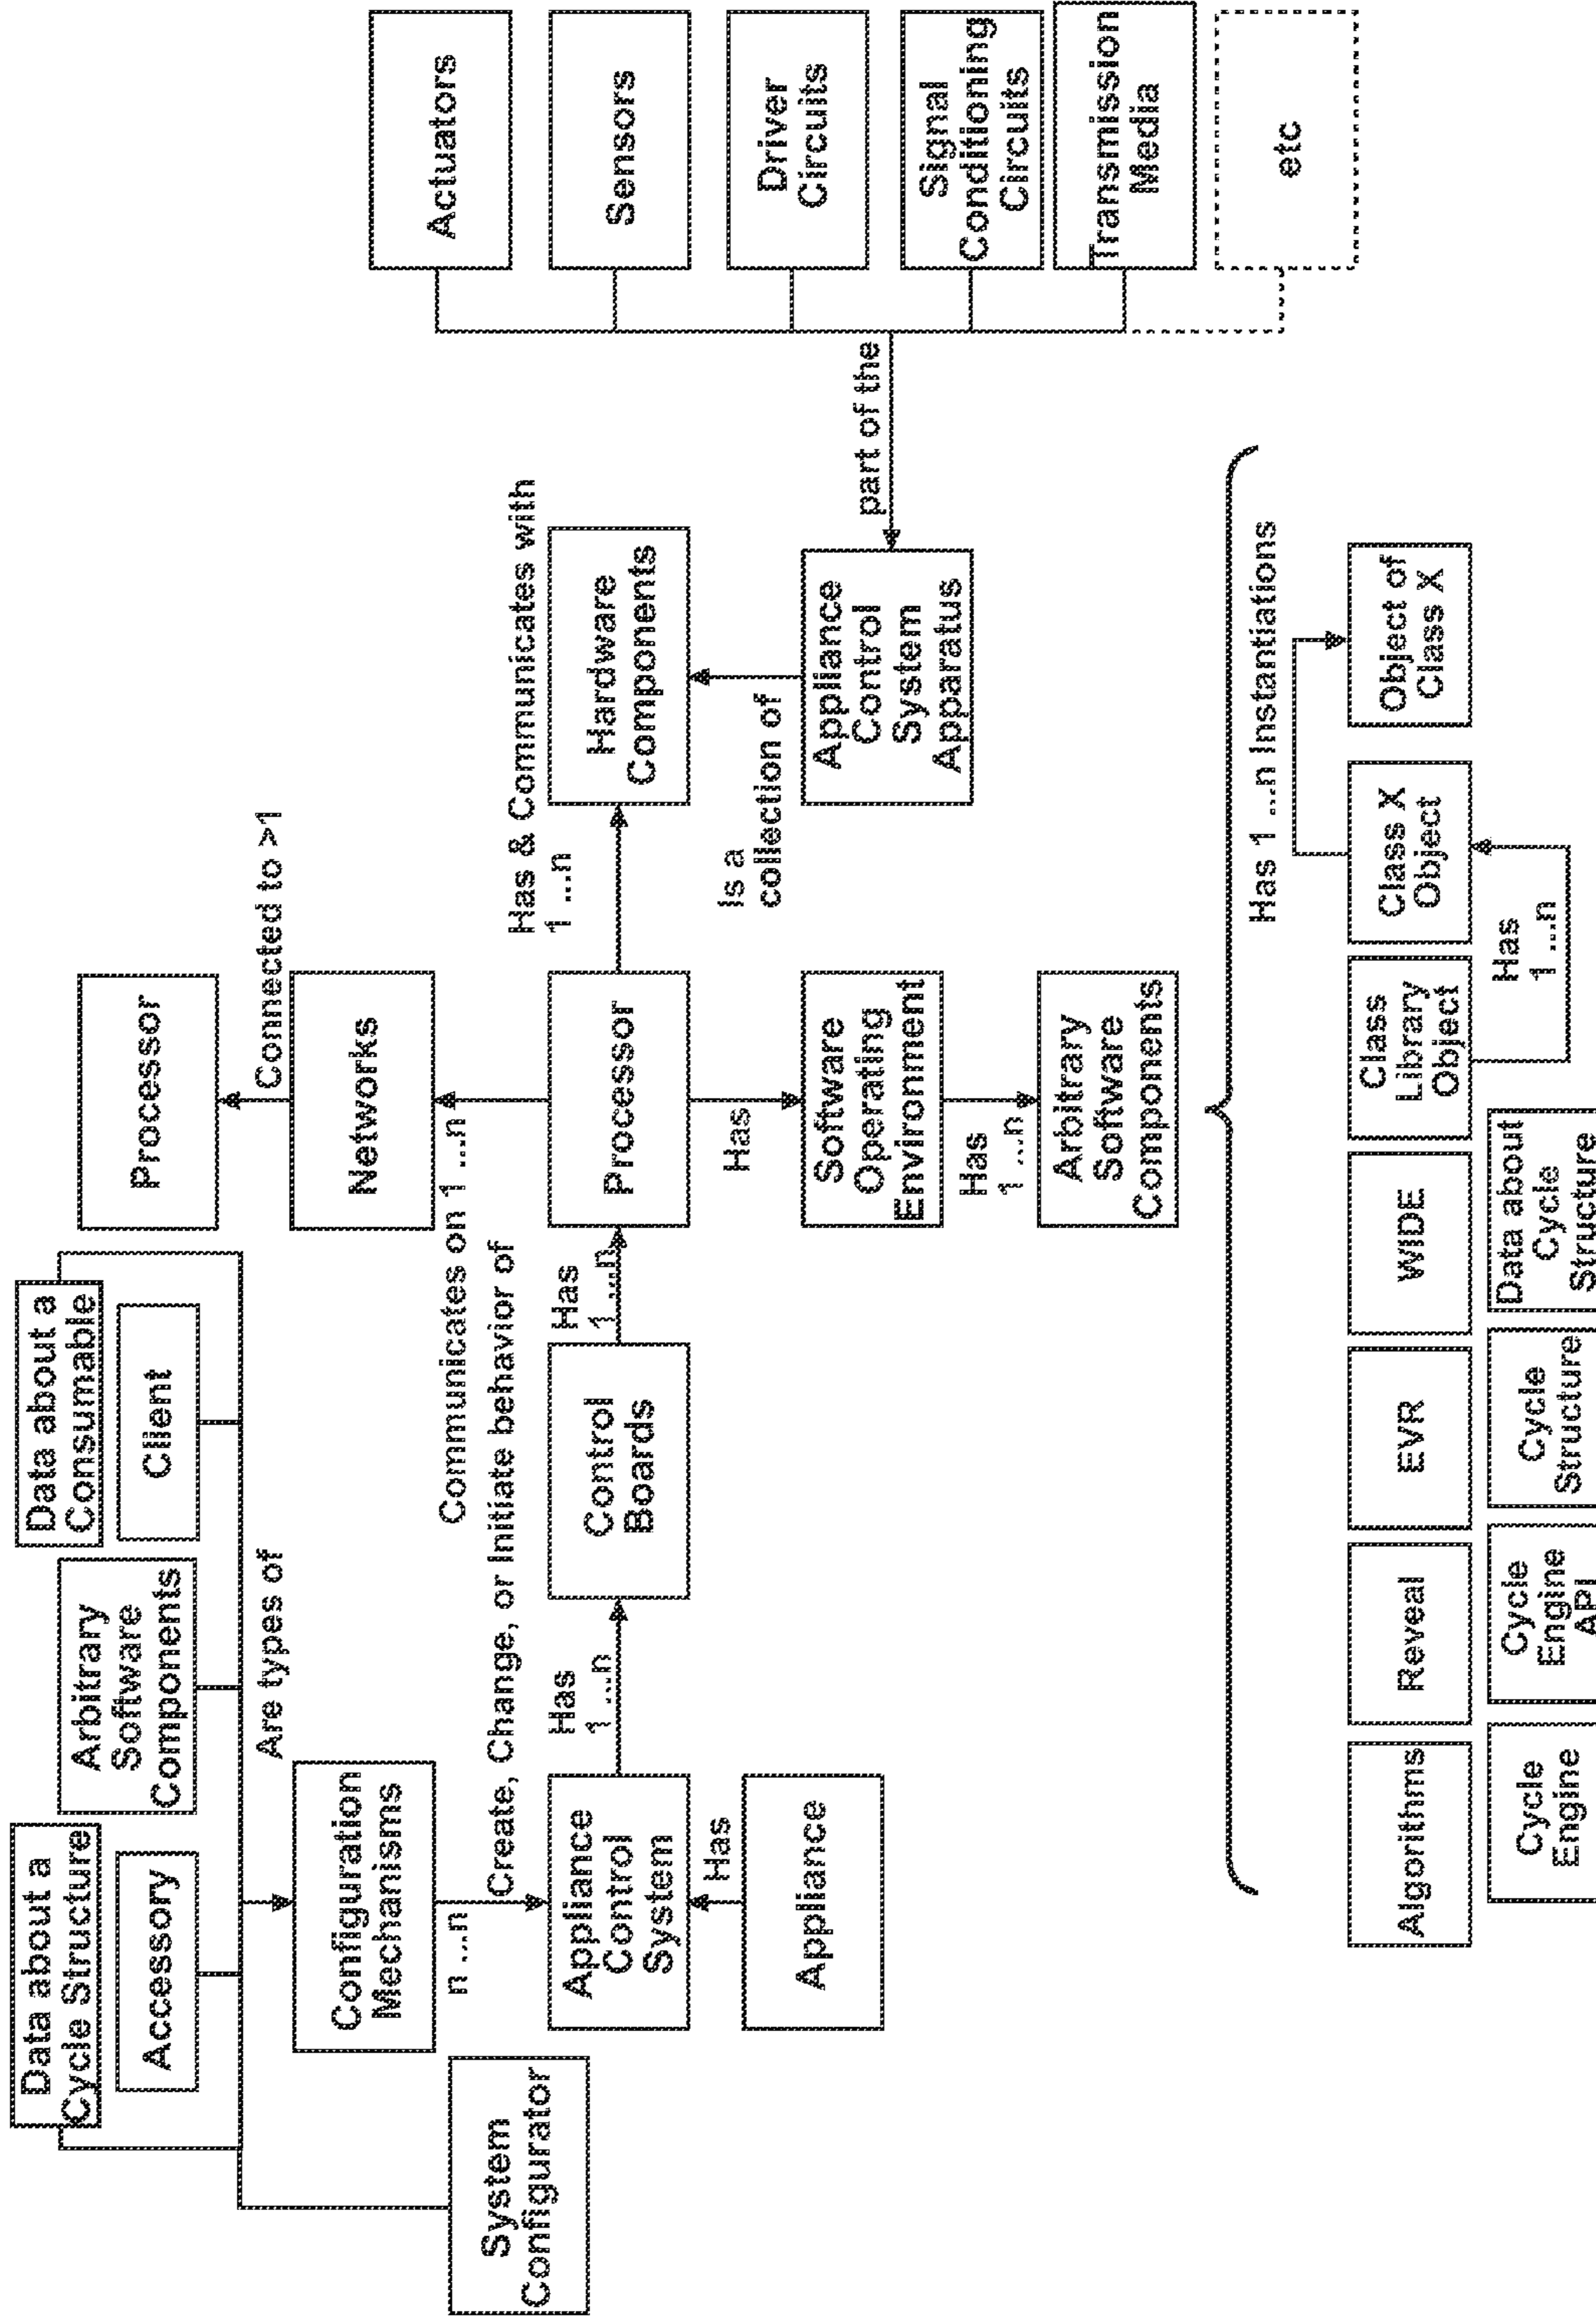 Data about a
Cycle Structure
Accessory
Arbitrary
Software
Components
Data about a
Consumable
Client
Processor
Are types of
Connected to >1
Configuration
Mechanisms
Networks
System
Configurator
n ...n
Create, Change, or Initiate behavior of
Communicates on 1 ...n
Appliance
Control
System
Has
1 ...n
Control
Boards
Has
1 ...n
Processor
Has & Communicates with
1 ...n
Hardware
Components
Has
Appliance
Has
Is a
collection of
Software
Operating
Environment
Appliance
Control
System
Apparatus
part of the
Has
1 ...n
Arbitrary
Software
Components
Actuators
Sensors
Driver
Circuits
Signal
Conditioning
Circuits
Transmission
Media
etc
Has 1 ...n Instantiations
Algorithms
Reveal
EVR
WIDE
Class
Library
Object
Class X
Object
Object of
Class X
Has
1 ...n
Cycle
Engine
Cycle
Engine
API
Cycle
Structure
Data about
Cycle
Structure